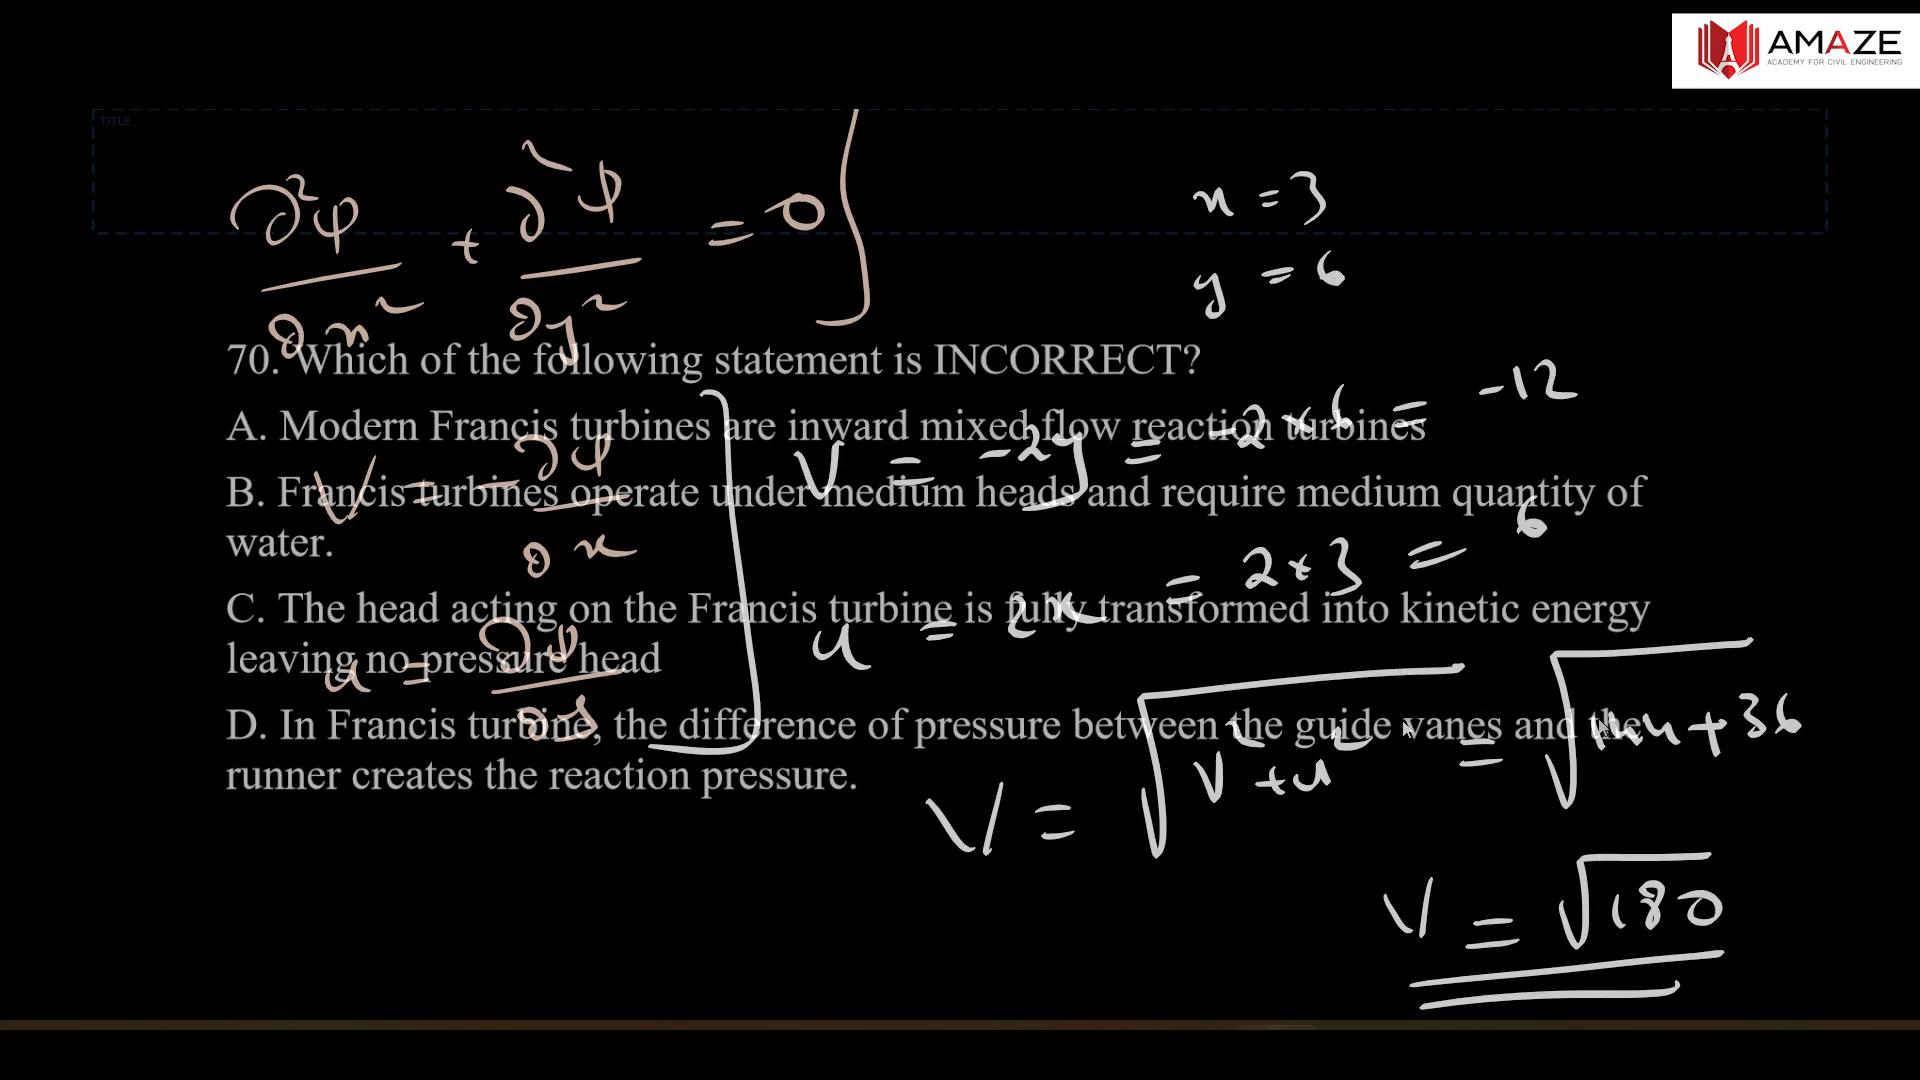 AMAZE
ACADEMY FOR CIVIL ENGINEERING
TITLE
∂²ψ/∂x² + ∂²ψ/∂y² = 0
x = 3
y = 6
70. Which of the following statement is INCORRECT?
A. Modern Francis turbines are inward mixed flow reaction turbines
B. Francis turbines operate under medium heads and require medium quantity of
water.
C. The head acting on the Francis turbine is fully transformed into kinetic energy
leaving no pressure head
D. In Francis turbine, the difference of pressure between the guide vanes and the
runner creates the reaction pressure.
V = -∂ψ/∂x
u = ∂ψ/∂y
V = -2y = -2×6 = -12
u = 2x = 2×3 = 6
V = √(v²+u²) = √(144+36)
V = √180